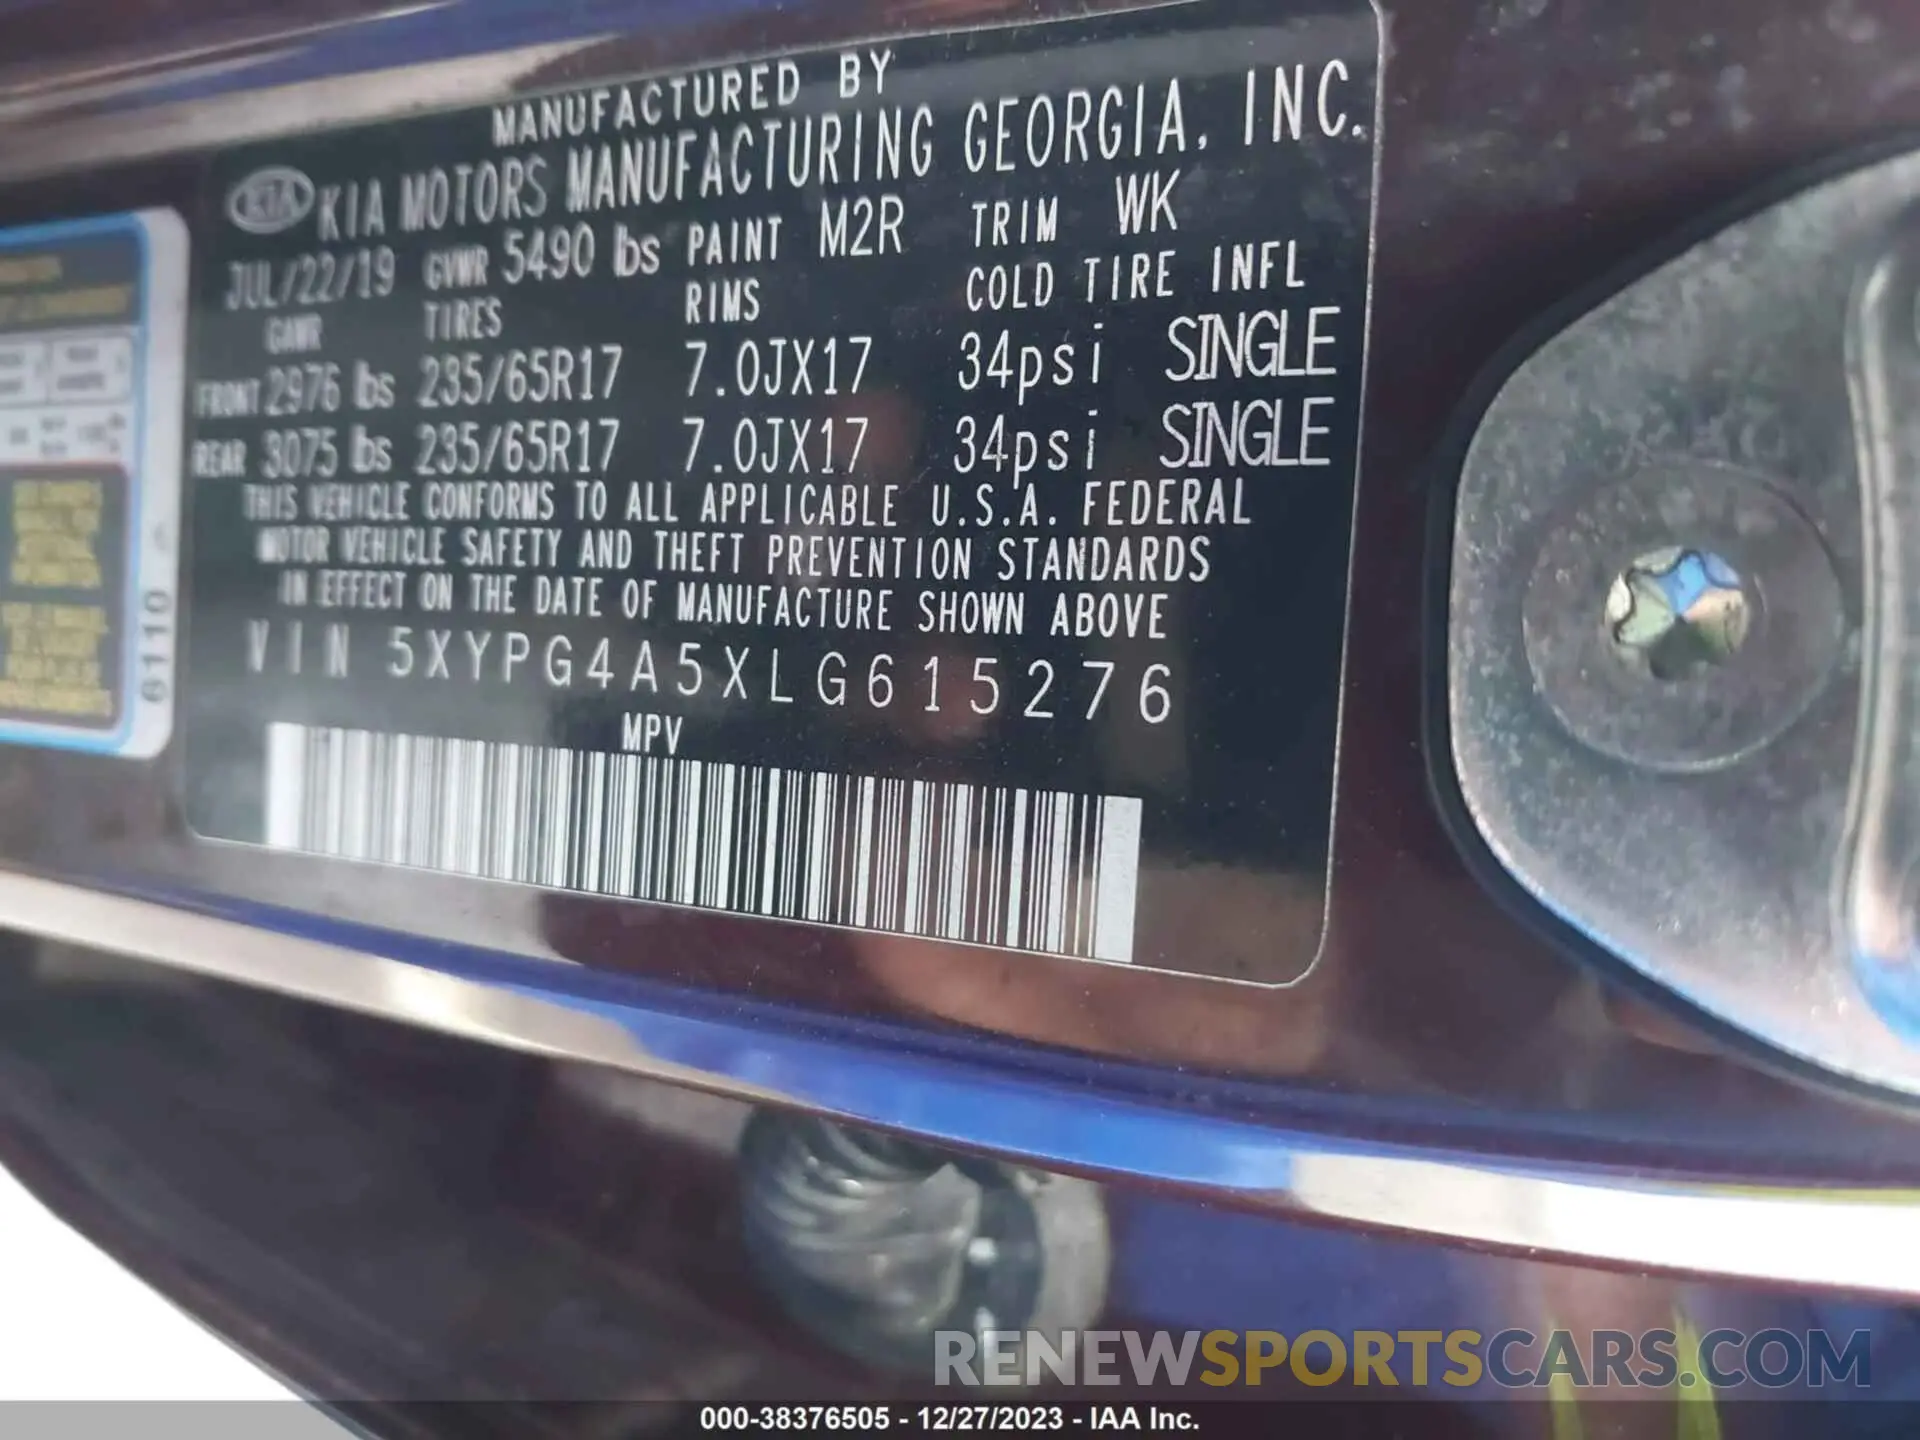 MANUFACTURED BY
KIA KIA MOTORS MANUFACTURING GEORGIA, INC.
JUL/22/19 GVWR 5490 lbs PAINT M2R TRIM WK
GAWR TIRES RIMS COLD TIRE INFL
FRONT 2976 lbs 235/65R17 7.0JX17 34psi SINGLE
REAR 3075 lbs 235/65R17 7.0JX17 34psi SINGLE
THIS VEHICLE CONFORMS TO ALL APPLICABLE U.S.A. FEDERAL
MOTOR VEHICLE SAFETY AND THEFT PREVENTION STANDARDS
IN EFFECT ON THE DATE OF MANUFACTURE SHOWN ABOVE
VIN 5XYPG4A5XLG615276
MPV
6110
RENEWSPORTSCARS.COM
000-38376505 - 12/27/2023 - IAA Inc.